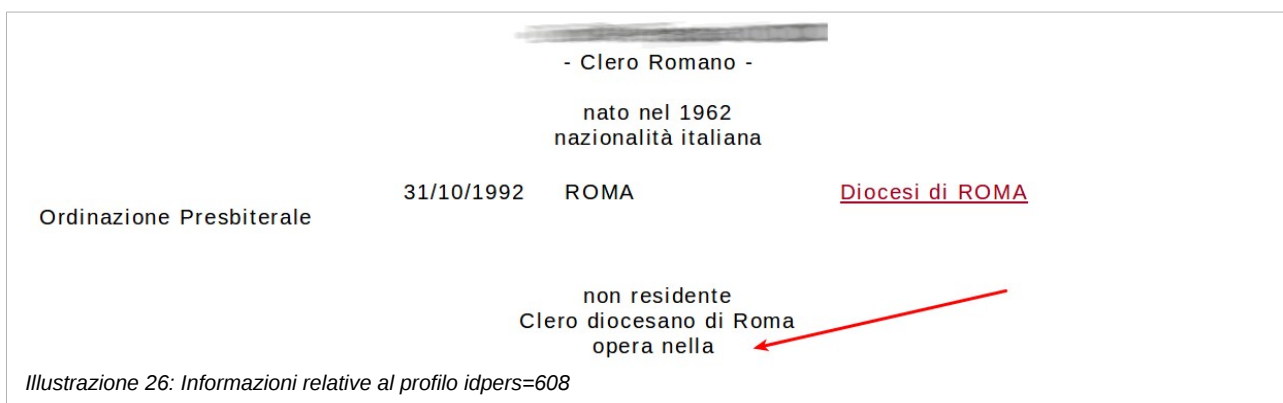 - Clero Romano -
nato nel 1962
nazionalità italiana
31/10/1992 ROMA Diocesi di ROMA
Ordinazione Presbiterale
non residente
Clero diocesano di Roma
opera nella
Illustrazione 26: Informazioni relative al profilo idpers=608